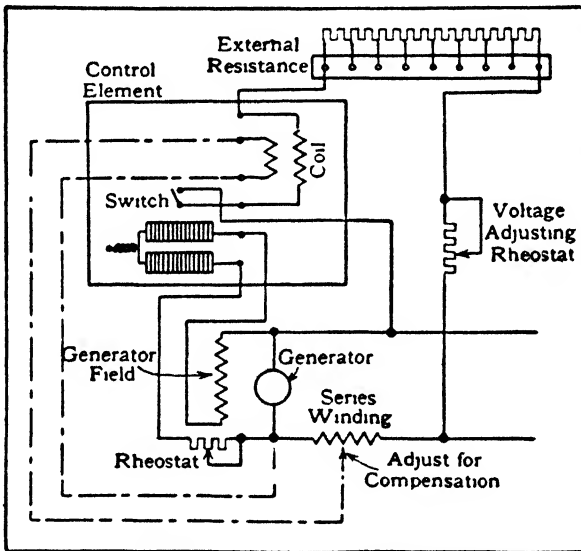 External
Resistance
Control
Element
Coil
Switch
Voltage
Adjusting
Rheostat
Generator
Field
Generator
Series
Winding
Rheostat
Adjust for
Compensation